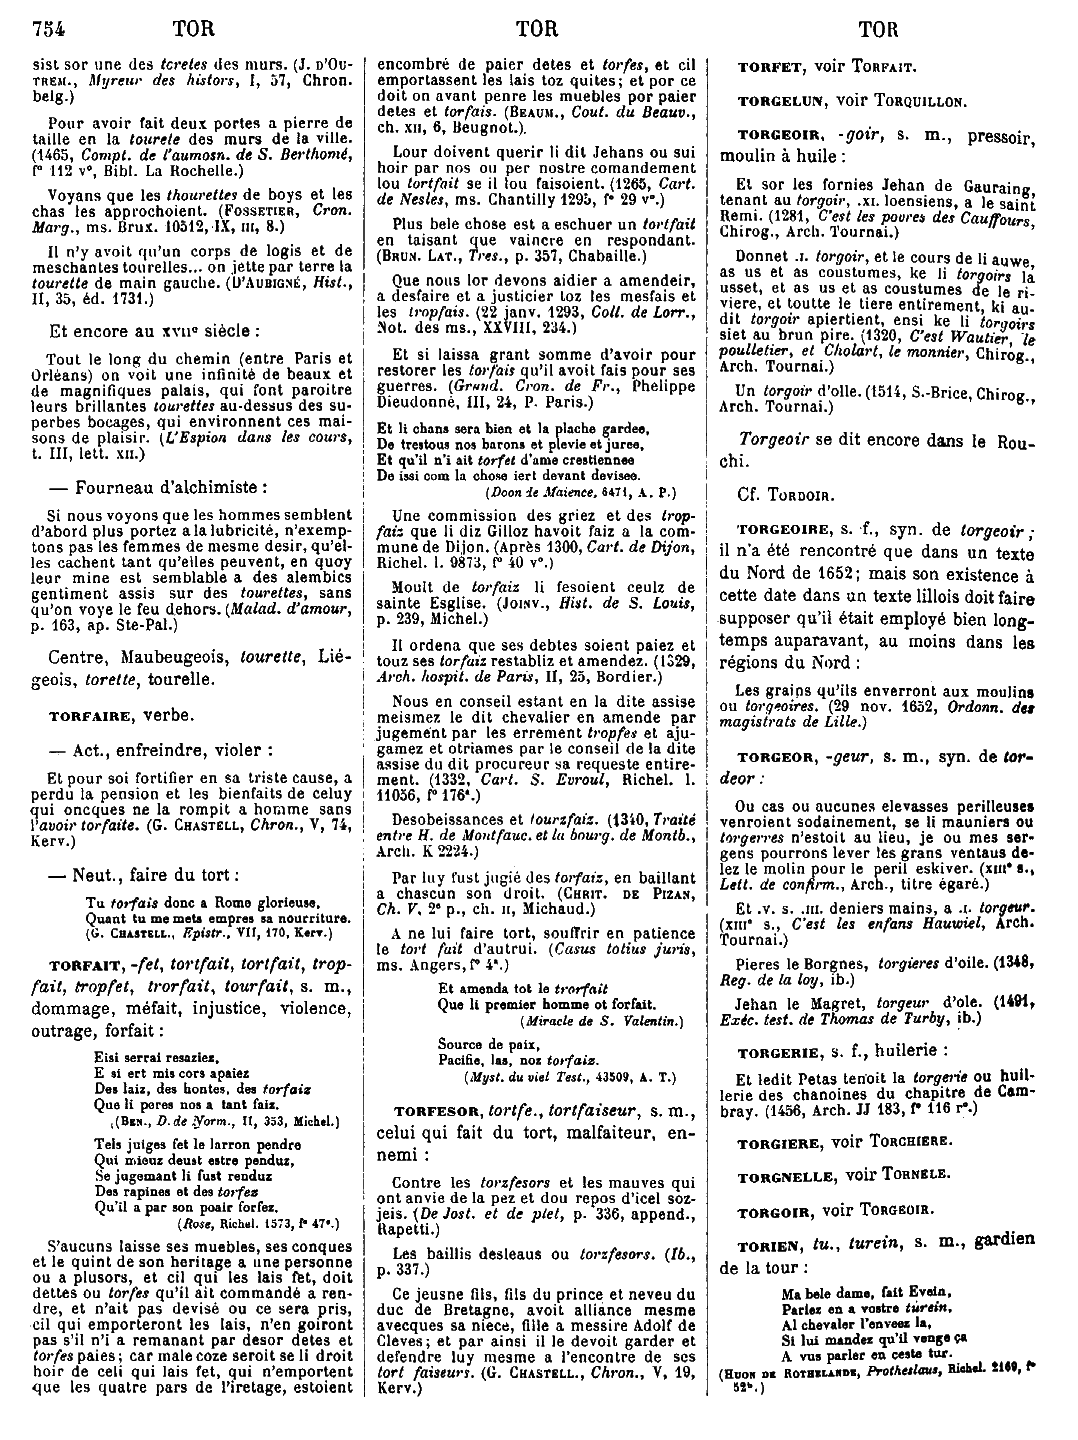 754 TOR TOR TOR
sist sor une des tcretes des murs. (J. D'OU-
TREM., Myreur des histors, I, 57, Chron.
belg.)
Pour avoir fait deux portes a pierre de
taille en la tourete des murs de la ville.
(1465, Compt. de l'aumosn. de S. Berthomé,
f° 112 v°, Bibl. La Rochelle.)
Voyans que les thourettes de boys et les
chas les approchoient. (FOSSETIER, Cron.
Marg., ms. Brux. 10512, IX, III, 8.)
Il n'y avoit qu'un corps de logis et de
meschantes tourelles... on jette par terre la
tourette de main gauche. (D'AUBIGNÉ, Hist.,
II, 35, éd. 1731.)
Et encore au XVIIe siècle :
Tout le long du chemin (entre Paris et
Orléans) on voit une infinité de beaux et
de magnifiques palais, qui font paroitre
leurs brillantes tourettes au-dessus des su-
perbes bocages, qui environnent ces mai-
sons de plaisir. (L'Espion dans les cours,
t. III, lett. XII.)
— Fourneau d'alchimiste :
Si nous voyons que les hommes semblent
d'abord plus portez a la lubricité, n'exemp-
tons pas les femmes de mesme desir, qu'el-
les cachent tant qu'elles peuvent, en quoy
leur mine est semblable a des alembics
gentiment assis sur des tourettes, sans
qu'on voye le feu dehors. (Malad. d'amour,
p. 163, ap. Ste-Pal.)
Centre, Maubeugeois, tourette, Lié-
geois, torette, tourelle.
TORFAIRE, verbe.
— Act., enfreindre, violer :
Et pour soi fortifier en sa triste cause, a
perdu la pension et les bienfaits de celuy
qui oncques ne la rompit a homme sans
l'avoir torfaite. (G. CHASTELL, Chron., V, 74,
Kerv.)
— Neut., faire du tort :
Tu torfais donc a Rome glorieuse,
Quant tu me mets empres sa nourriture.
(G. CHASTELL., Epistr., VII, 170, Kerv.)
TORFAIT, -fet, tortfait, tortfait, trop-
fait, tropfet, trorfait, tourfait, s. m.,
dommage, méfait, injustice, violence,
outrage, forfait :
Eisi serrai resaziez,
E si ert mis cors apaiez
Des laiz, des hontes, des torfaiz
Que li peres nos a tant faiz.
(BEN., D. de Norm., II, 353, Michel.)
Tels juiges fet le larron pendre
Qui mieuz deust estre penduz,
Se jugemant li fust renduz
Des rapines et des torfez
Qu'il a par son poair forfez.
(Rose, Richel. 1573, f° 47ª.)
S'aucuns laisse ses muebles, ses conques
et le quint de son heritage a une personne
ou a plusors, et cil qui les lais fet, doit
dettes ou torfes qu'il ait commandé a ren-
dre, et n'ait pas devisé ou ce sera pris,
cil qui emporteront les lais, n'en goiront
pas s'il n'i a remanant par desor detes et
torfes paies ; car male coze seroit se li droit
hoir de celi qui lais fet, qui n'emportent
que les quatre pars de l'iretage, estoient
encombré de paier detes et torfes, et cil
emportassent les lais toz quites ; et por ce
doit on avant penre les muebles por paier
detes et torfais. (BEAUM., Cout. du Beauv.,
ch. XII, 6, Beugnot.)
Lour doivent querir li dit Jehans ou sui
hoir par nos ou per nostre comandement
lou tortfait se il lou faisoient. (1265, Cart.
de Nesles, ms. Chantilly 1295, f° 29 v°.)
Plus bele chose est a eschuer un tortfait
en taisant que vaincre en respondant.
(BRUN. LAT., Tres., p. 357, Chabaille.)
Que nous lor devons aidier a amendeir,
a desfaire et a justicier toz les mesfais et
les tropfais. (22 janv. 1293, Coll. de Lorr.,
Not. des ms., XXVIII, 234.)
Et si laissa grant somme d'avoir pour
restorer les torfais qu'il avoit fais pour ses
guerres. (Grand. Cron. de Fr., Phelippe
Dieudonné, III, 24, P. Paris.)
Et li chans sera bien et la plache gardee,
De trestous nos barons et plevie et juree,
Et qu'il n'i ait torfet d'ame crestiennee
De issi com la chose iert devant devisee.
(Doon de Maience, 6471, A. P.)
Une commission des griez et des trop-
faiz que li diz Gilloz havoit faiz a la com-
mune de Dijon. (Après 1300, Cart. de Dijon,
Richel. l. 9873, f° 40 v°.)
Moult de torfaiz li fesoient ceulz de
sainte Esglise. (JOINV., Hist. de S. Louis,
p. 239, Michel.)
Il ordena que ses debtes soient paiez et
touz ses torfaiz restabliz et amendez. (1329,
Arch. hospit. de Paris, II, 25, Bordier.)
Nous en conseil estant en la dite assise
meismez le dit chevalier en amende par
jugement par les errement tropfes et aju-
gamez et otriames par le conseil de la dite
assise du dit procureur sa requeste entire-
ment. (1332, Cart. S. Evroul, Richel. l.
11056, f° 176ª.)
Desobeissances et tourzfaiz. (1340, Traité
entre H. de Montfauc. et la bourg. de Montb.,
Arch. K 2224.)
Par luy fust jugié des torfaiz, en baillant
a chascun son droit. (CHRIT. DE PIZAN,
Ch. V, 2e p., ch. II, Michaud.)
A ne lui faire tort, souffrir en patience
le tort fait d'autrui. (Casus totius juris,
ms. Angers, f° 4ª.)
Et amenda tot le trorfait
Que li premier homme ot forfait.
(Miracle de S. Valentin.)
Source de paix,
Pacifie, las, noz torfaiz.
(Myst. du viel Test., 43509, A. T.)
TORFESOR, tortfe., tortfaiseur, s. m.,
celui qui fait du tort, malfaiteur, en-
nemi :
Contre les torzfesors et les mauves qui
ont anvie de la pez et dou repos d'icel soz-
jeis. (De Jost. et de plet, p. 336, append.,
Rapetti.)
Les baillis desleaus ou torzfesors. (Ib.,
p. 337.)
Ce jeusne fils, fils du prince et neveu du
duc de Bretagne, avoit alliance mesme
avecques sa niece, fille a messire Adolf de
Cleves ; et par ainsi il le devoit garder et
defendre luy mesme a l'encontre de ses
tort faiseurs. (G. CHASTELL., Chron., V, 19,
Kerv.)
TORFET, voir TORFAIT.
TORGELUN, voir TORQUILLON.
TORGEOIR, -goir, s. m., pressoir,
moulin à huile :
Et sor les fornies Jehan de Gauraing,
tenant au torgoir, .XI. loensiens, a le saint
Remi. (1281, C'est les povres des Cauffours,
Chirog., Arch. Tournai.)
Donnet .I. torgoir, et le cours de li auwe,
as us et as coustumes, ke li torgoirs la
usset, et as us et as coustumes de le ri-
viere, et toutte le tiere entirement, ki au-
dit torgoir apiertient, ensi ke li torgoirs
siet au brun pire. (1320, C'est Wautier, le
poulletier, et Cholart, le monnier, Chirog.,
Arch. Tournai.)
Un torgoir d'olle. (1514, S.-Brice, Chirog.,
Arch. Tournai.)
Torgeoir se dit encore dans le Rou-
chi.
Cf. TORDOIR.
TORGEOIRE, s. f., syn. de torgeoir ;
il n'a été rencontré que dans un texte
du Nord de 1652 ; mais son existence à
cette date dans un texte lillois doit faire
supposer qu'il était employé bien long-
temps auparavant, au moins dans les
régions du Nord :
Les grains qu'ils enverront aux moulins
ou torgeoires. (29 nov. 1652, Ordonn. des
magistrats de Lille.)
TORGEOR, -geur, s. m., syn. de tor-
deor :
Ou cas ou aucunes elevasses perilleuses
venroient sodainement, se li mauniers ou
torgerres n'estoit au lieu, je ou mes ser-
gens pourrons lever les grans ventaus de-
lez le molin pour le peril eskiver. (XIIIe s.,
Lett. de confirm., Arch., titre égaré.)
Et .V. s. .III. deniers mains, a .I. torgeur.
(XIIIe s., C'est les enfans Hauwiel, Arch.
Tournai.)
Pieres le Borgnes, torgieres d'oile. (1348,
Reg. de la loy, ib.)
Jehan le Magret, torgeur d'ole. (1491,
Exéc. test. de Thomas de Turby, ib.)
TORGERIE, s. f., huilerie :
Et ledit Petas tenoit la torgerie ou huil-
lerie des chanoines du chapitre de Cam-
bray. (1456, Arch. JJ 183, f° 116 r°.)
TORGIERE, voir TORCHIERE.
TORGNELLE, voir TORNELE.
TORGOIR, voir TORGEOIR.
TORIEN, tu., turein, s. m., gardien
de la tour :
Ma bele dame, fait Evein,
Parlez en a vostre turein,
Al chevaler l'enveez la,
Si lui mandez qu'il venge ça
A vus parler en ceste tur.
(HUON DE ROTHELANDE, Protheslaus, Richel. 2169, f°
52ᵇ.)